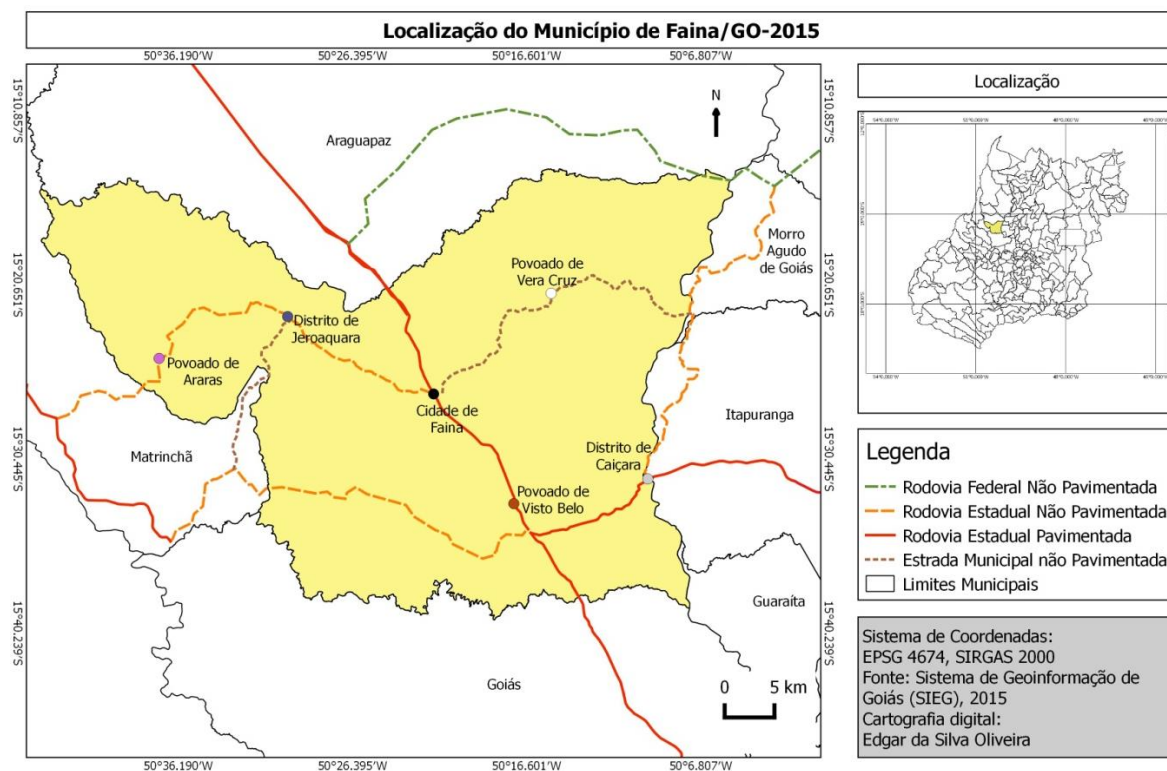 Localização do Município de Faina/GO-2015
50°36.190'W
50°26.395'W
50°16.601'W
50°6.807'W
15°10.857'S
15°20.651'S
15°30.445'S
15°40.239'S
15°10.857'S
15°20.651'S
15°30.445'S
15°40.239'S
50°36.190'W
50°26.395'W
50°16.601'W
50°6.807'W
N
Araguapaz
Morro
Agudo
de Goiás
Povoado de
Vera Cruz
Distrito de
Jeroaquara
Povoado de
Araras
Cidade de
Faina
Itapuranga
Matrinchã
Distrito de
Caiçara
Povoado de
Visto Belo
Guaraíta
Goiás
0 5 km
Localização
Legenda
Rodovia Federal Não Pavimentada
Rodovia Estadual Não Pavimentada
Rodovia Estadual Pavimentada
Estrada Municipal não Pavimentada
Limites Municipais
Sistema de Coordenadas:
EPSG 4674, SIRGAS 2000
Fonte: Sistema de Geoinformação de
Goiás (SIEG), 2015
Cartografia digital:
Edgar da Silva Oliveira